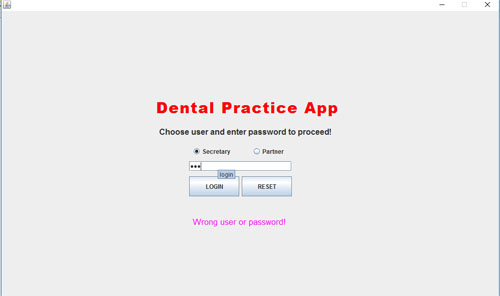 Dental Practice App
Choose user and enter password to proceed!
Secretary Partner
login
LOGIN RESET
Wrong user or password!